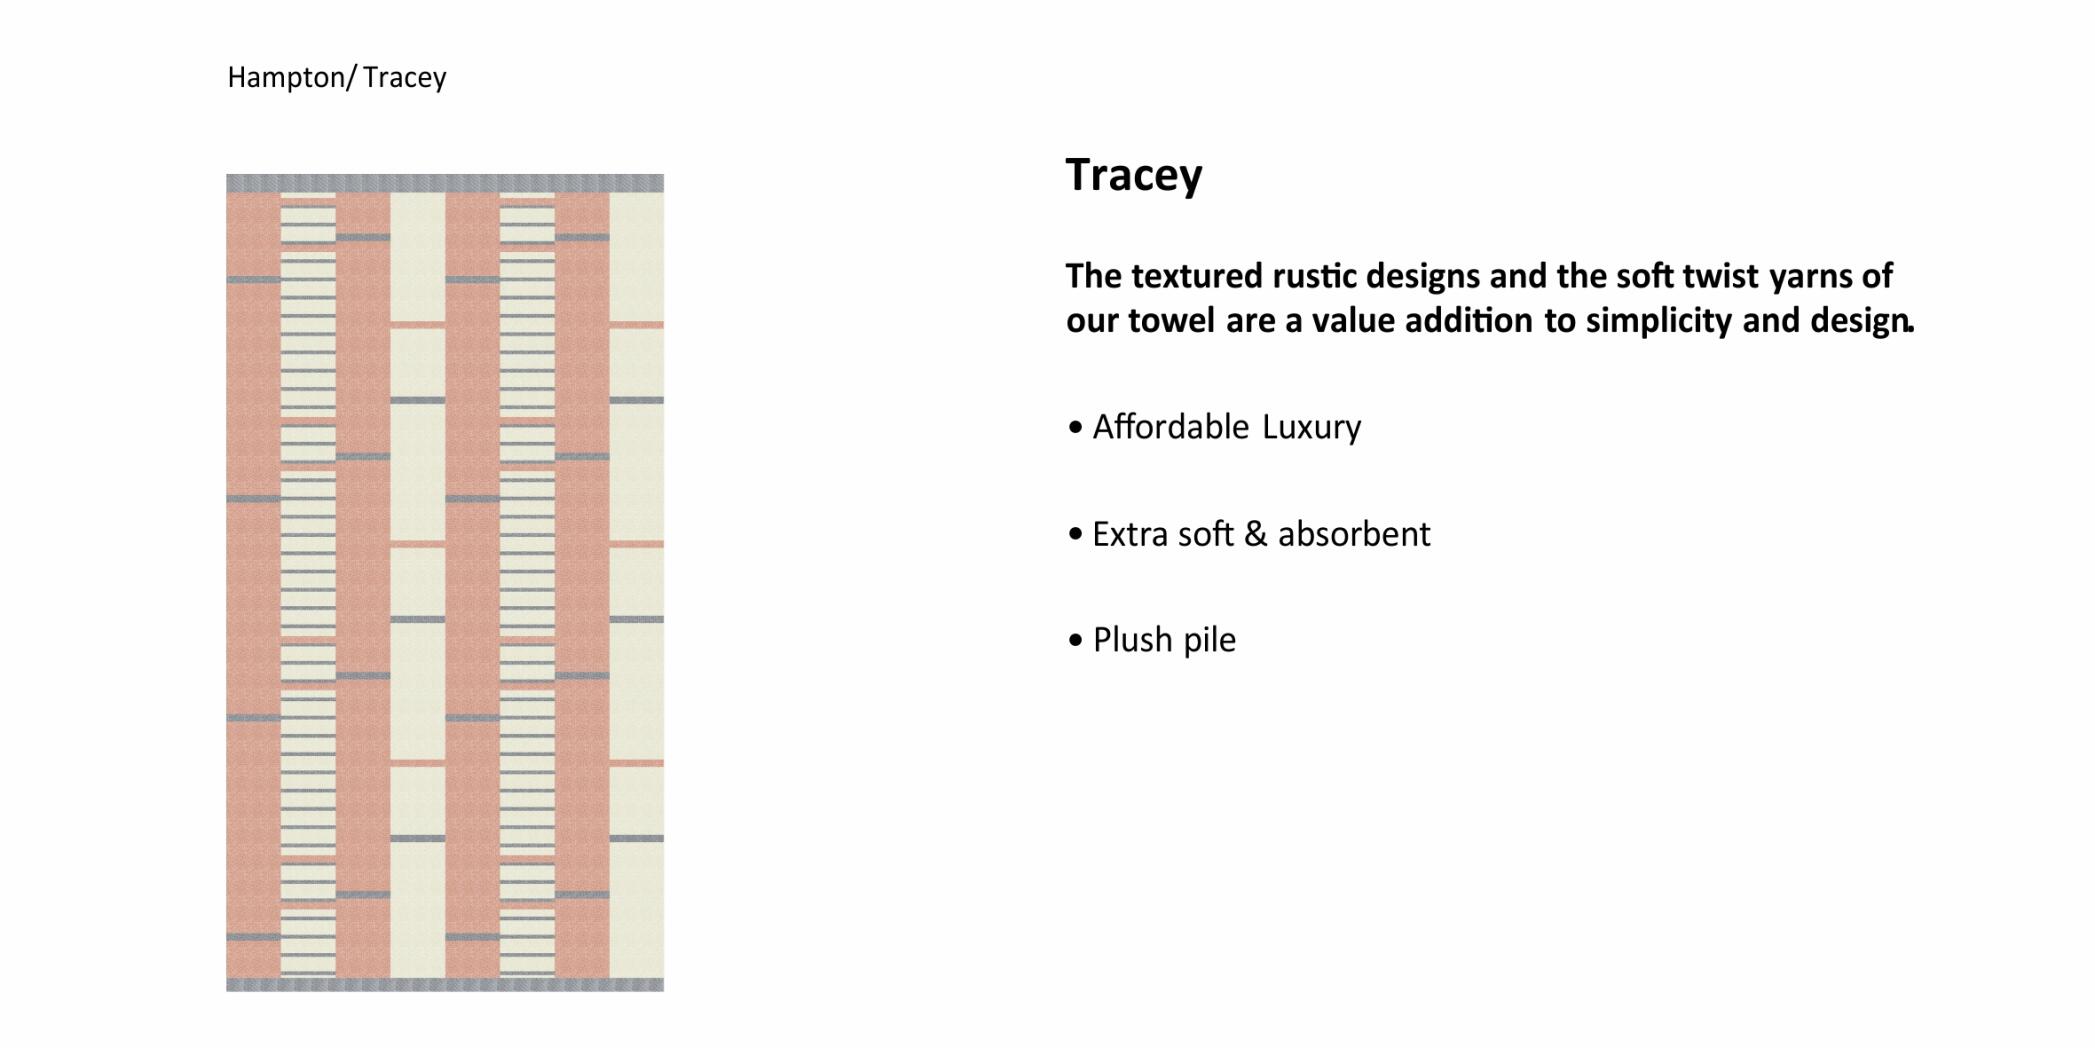 Hampton/ Tracey
Tracey
The textured rustic designs and the soft twist yarns of
our towel are a value addition to simplicity and design.
• Affordable Luxury
• Extra soft & absorbent
• Plush pile